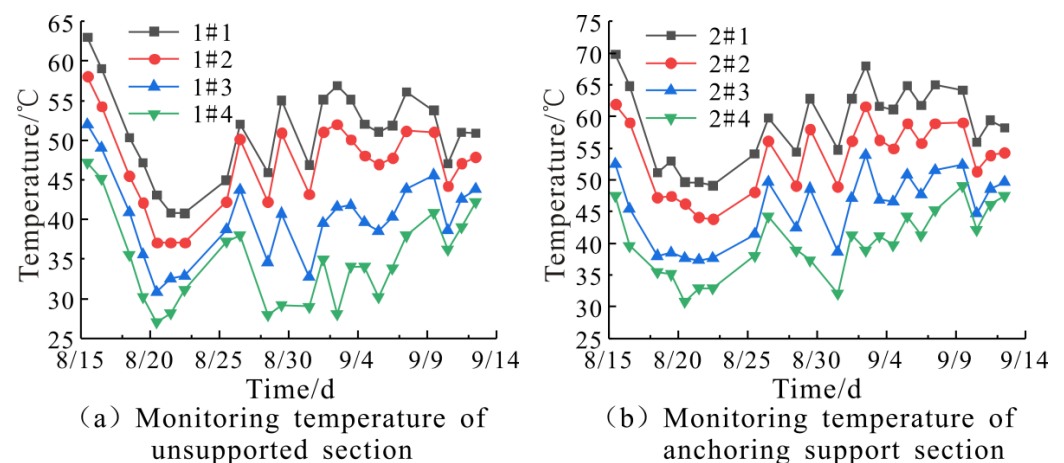 65
60
55
50
45
40
35
30
25
Temperature/℃
1#1
1#2
1#3
1#4
8/15 8/20 8/25 8/30 9/4 9/9 9/14
Time/d
（a）Monitoring temperature of
unsupported section
75
70
65
60
55
50
45
40
35
30
25
Temperature/℃
2#1
2#2
2#3
2#4
8/15 8/20 8/25 8/30 9/4 9/9 9/14
Time/d
（b）Monitoring temperature of
anchoring support section